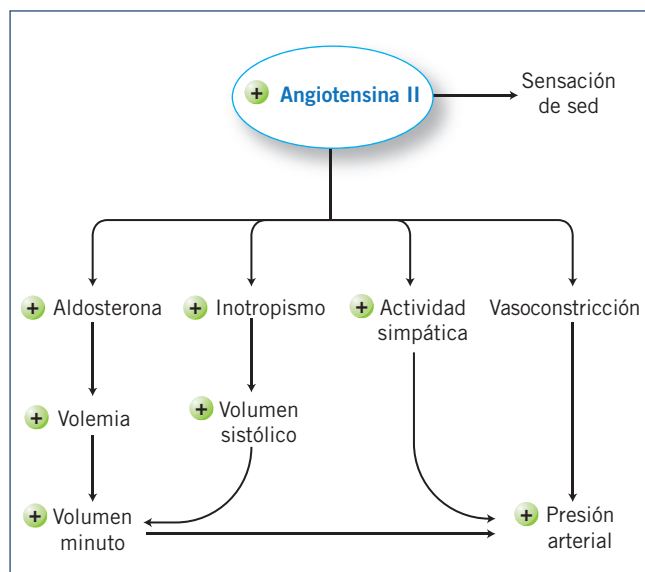 + Angiotensina II
Sensación
de sed
+ Aldosterona
+ Inotropismo
+ Actividad
simpática
Vasoconstricción
+ Volemia
+ Volumen
sistólico
+ Volumen
minuto
+ Presión
arterial